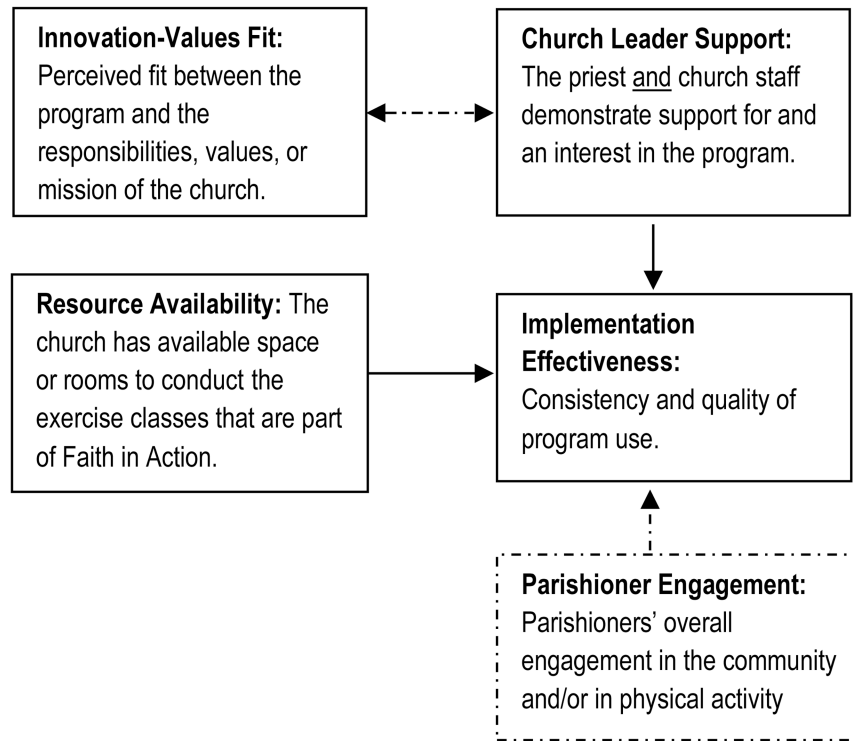 Innovation-Values Fit:
Perceived fit between the
program and the
responsibilities, values, or
mission of the church.
Church Leader Support:
The priest and church staff
demonstrate support for and
an interest in the program.
Resource Availability: The
church has available space
or rooms to conduct the
exercise classes that are part
of Faith in Action.
Implementation
Effectiveness:
Consistency and quality of
program use.
Parishioner Engagement:
Parishioners’ overall
engagement in the community
and/or in physical activity